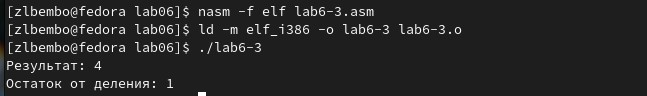 [zlbembo@fedora lab06]$ nasm -f elf lab6-3.asm
[zlbembo@fedora lab06]$ ld -m elf_i386 -o lab6-3 lab6-3.o
[zlbembo@fedora lab06]$ ./lab6-3
Результат: 4
Остаток от деления: 1